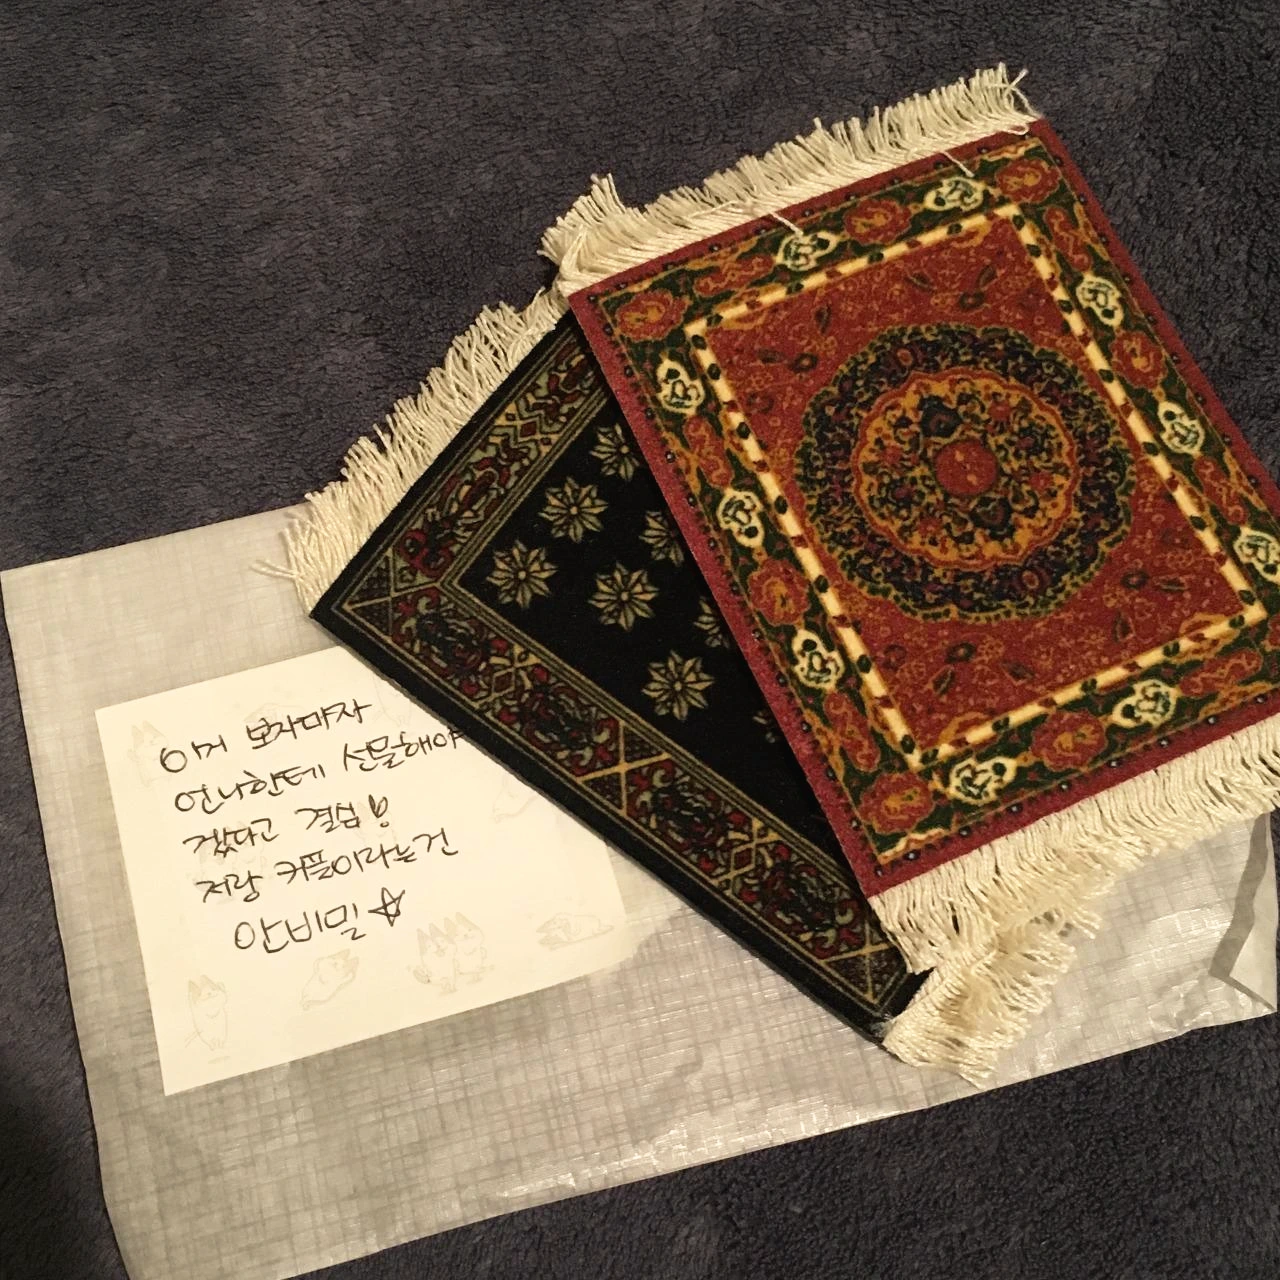 이거 보자마자
언니한테 선물해야
겠다고 결심!
저랑 커플이라는건
안비밀☆